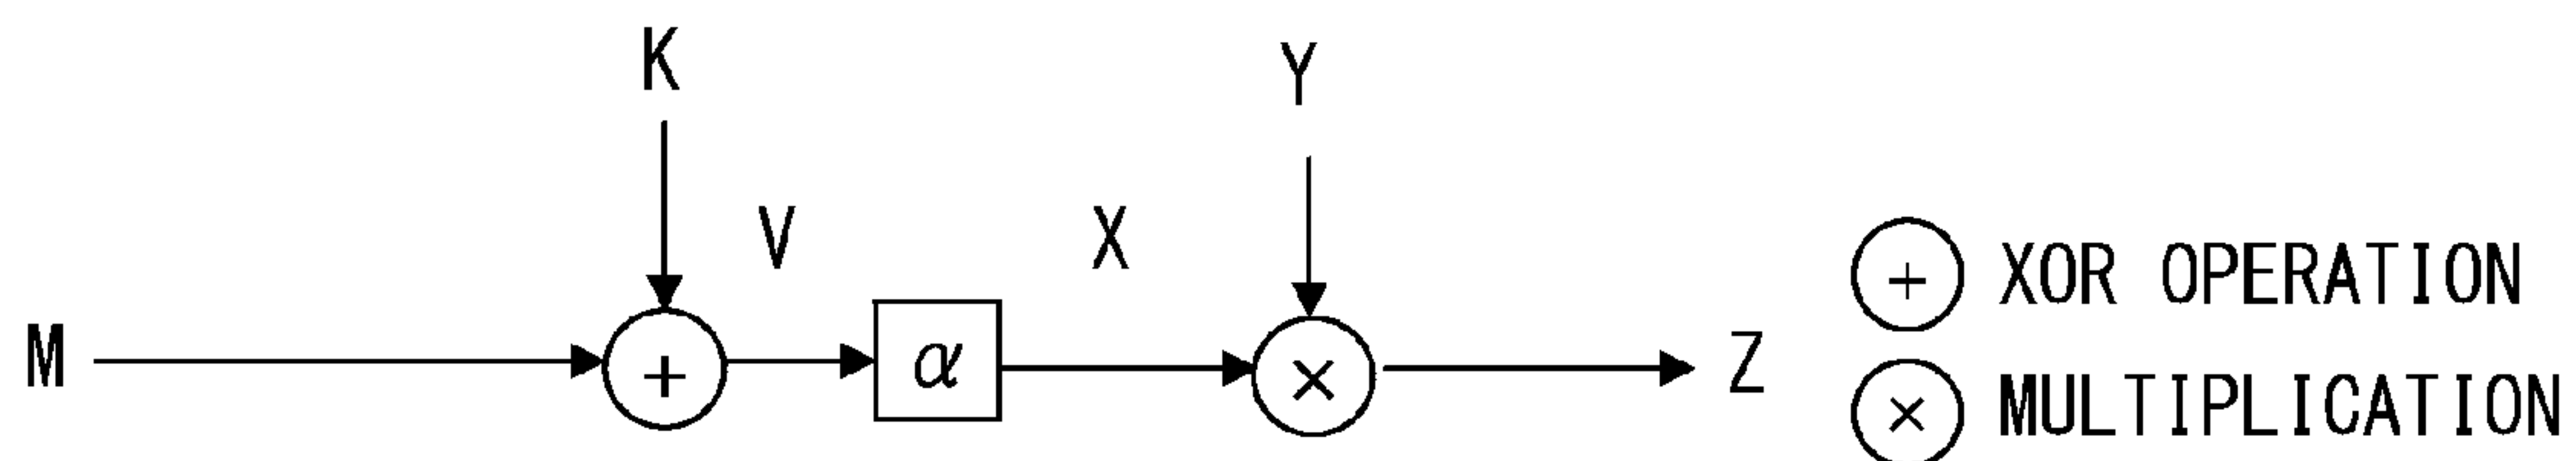 K
Y
V
X
M
+
α
×
Z
+ XOR OPERATION
× MULTIPLICATION